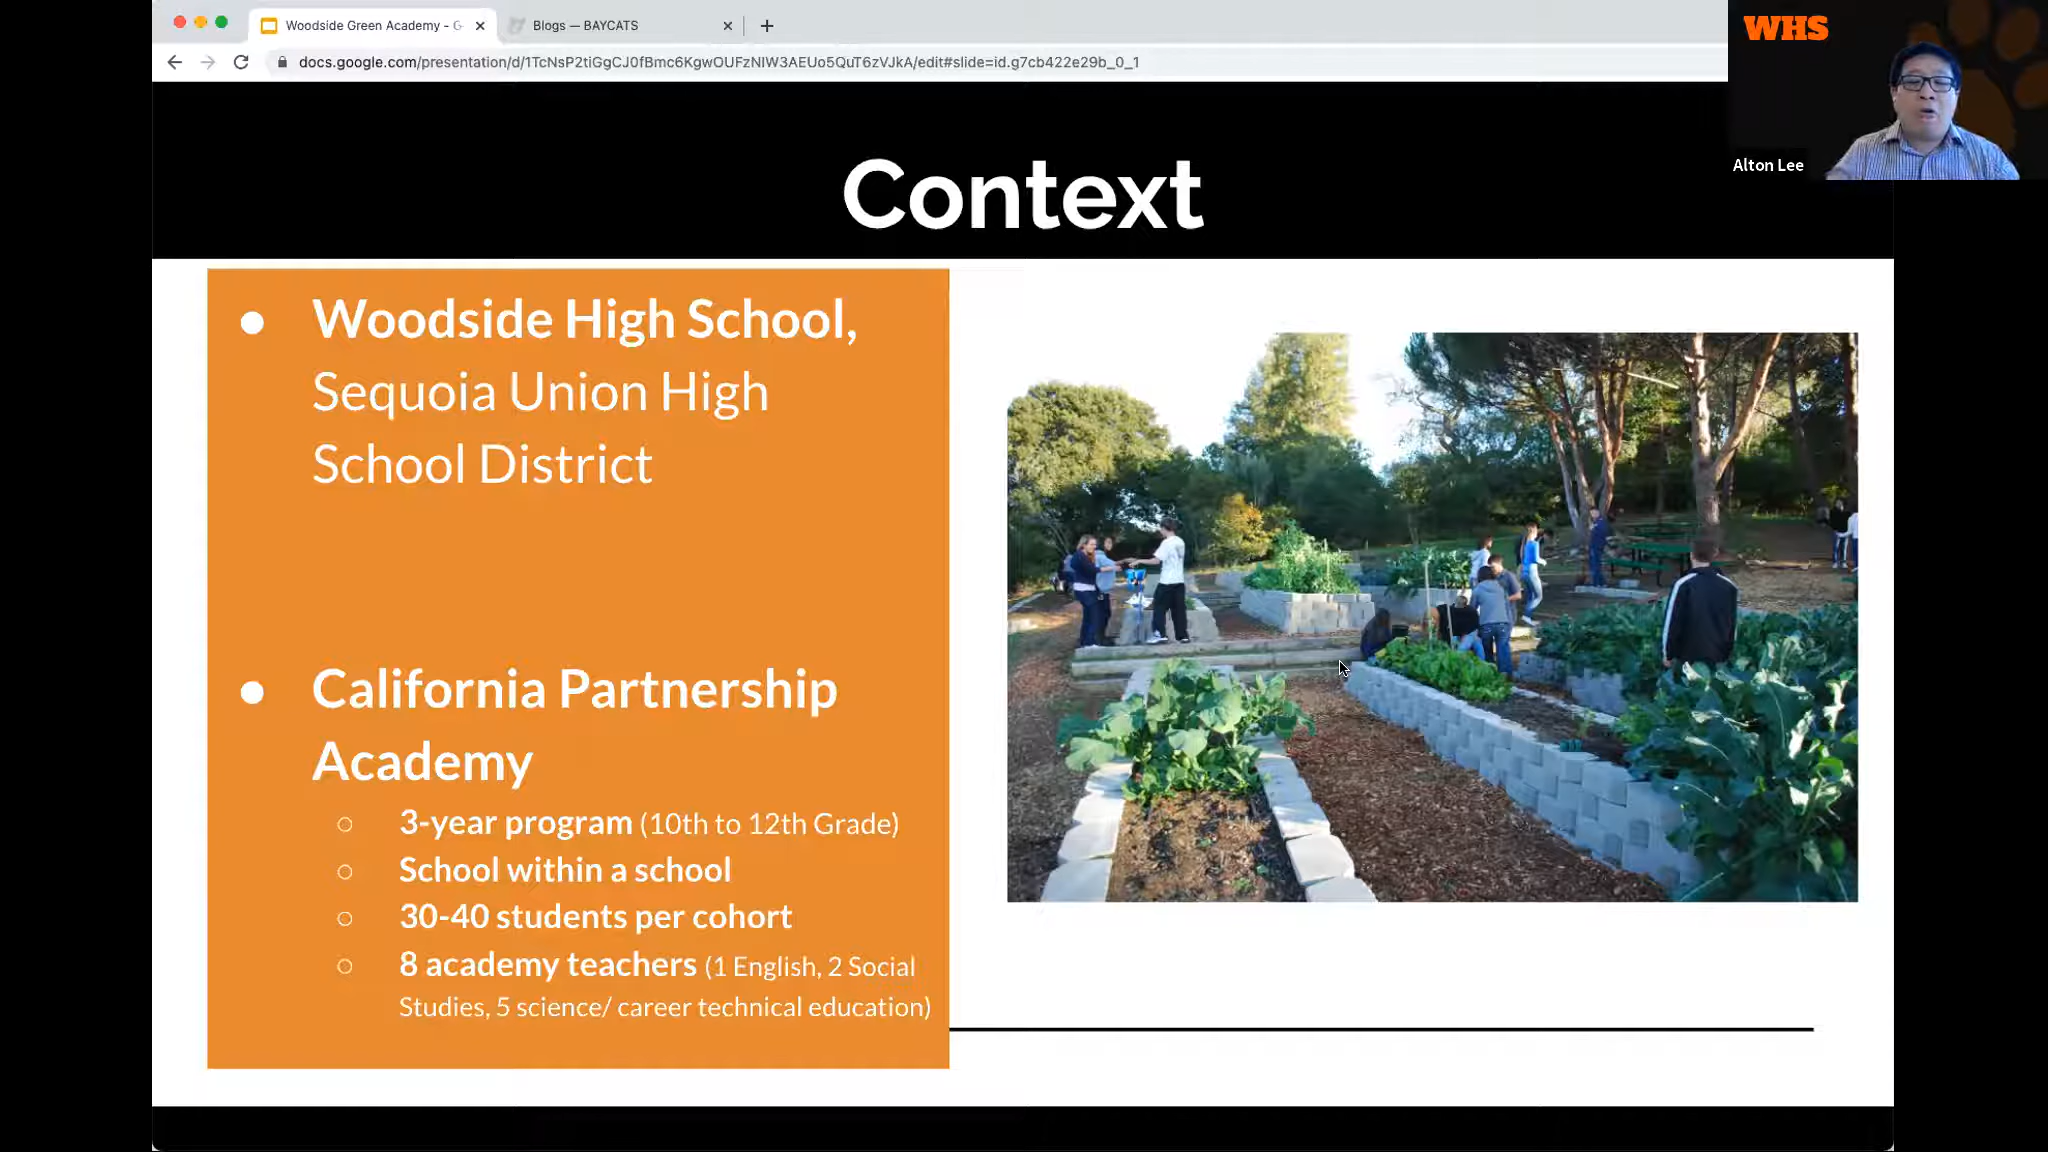 Woodside Green Academy - G
Blogs — BAYCATS
docs.google.com/presentation/d/1TcNsP2tiGgCJ0fBmc6KgwOUFzNIW3AEUo5QuT6zVJkA/edit#slide=id.g7cb422e29b_0_1
WHS
Alton Lee
Context
Woodside High School,
Sequoia Union High
School District
California Partnership
Academy
3-year program (10th to 12th Grade)
School within a school
30-40 students per cohort
8 academy teachers (1 English, 2 Social
Studies, 5 science/ career technical education)